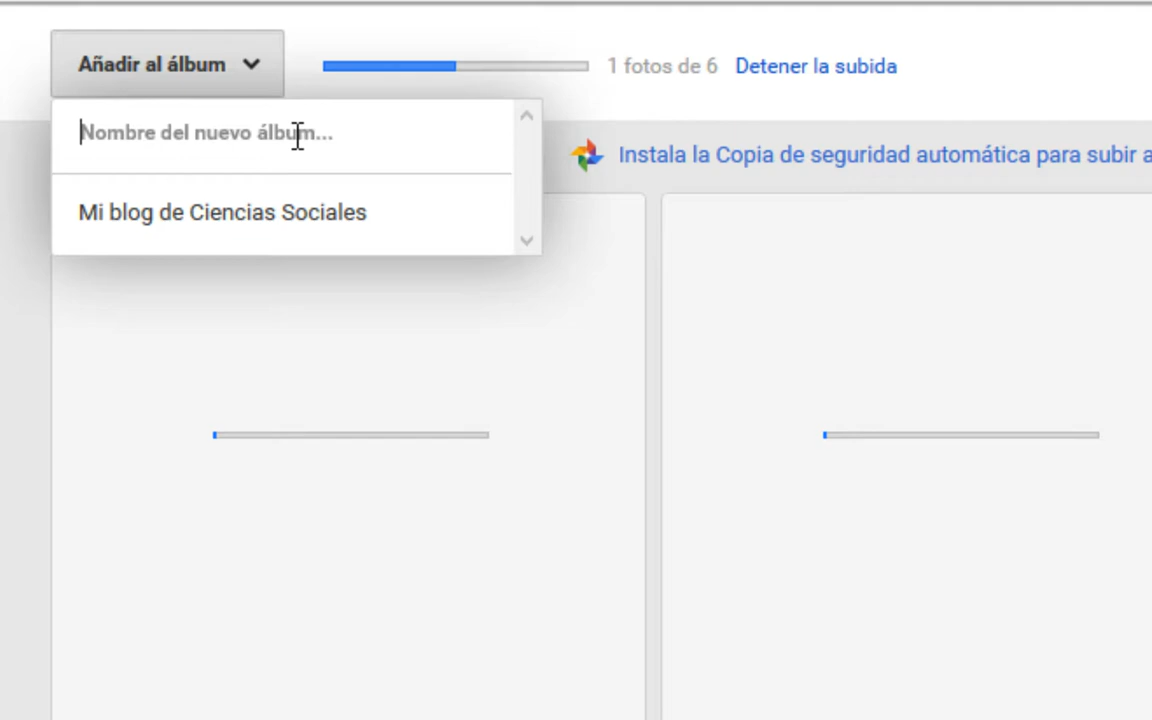 Añadir al álbum
1 fotos de 6 Detener la subida
Nombre del nuevo álbum...
Instala la Copia de seguridad automática para subir a
Mi blog de Ciencias Sociales